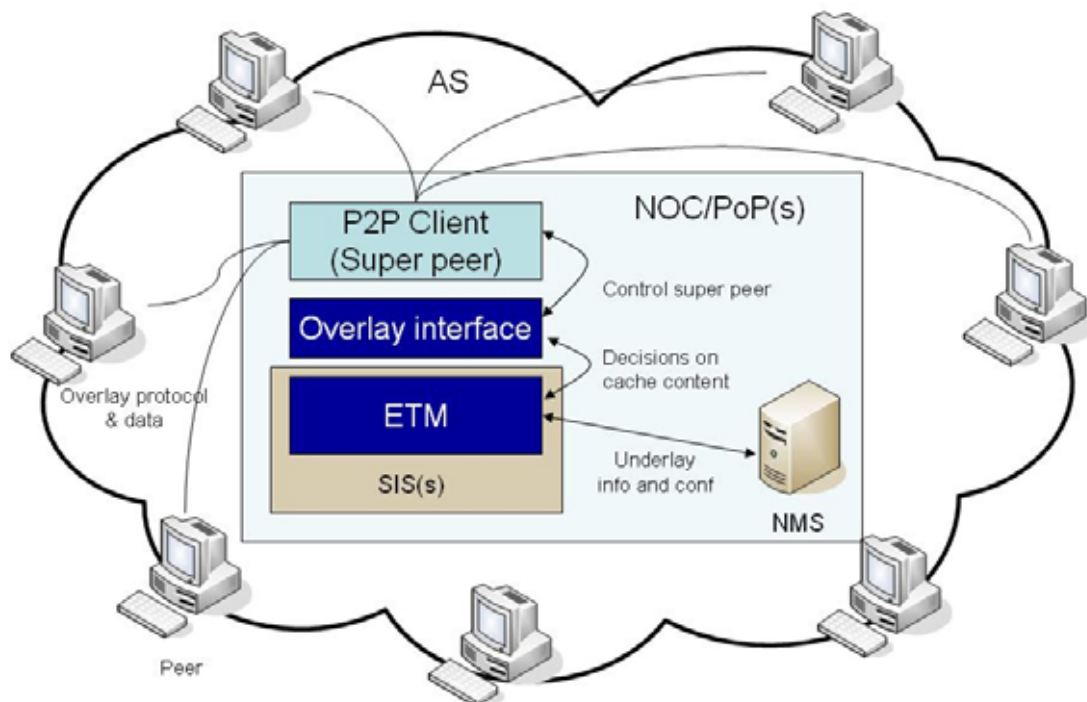 AS
NOC/PoP(s)
P2P Client
(Super peer)
Control super peer
Overlay interface
Decisions on
cache content
Overlay protocol
& data
ETM
Underlay
info and conf
SIS(s)
NMS
Peer